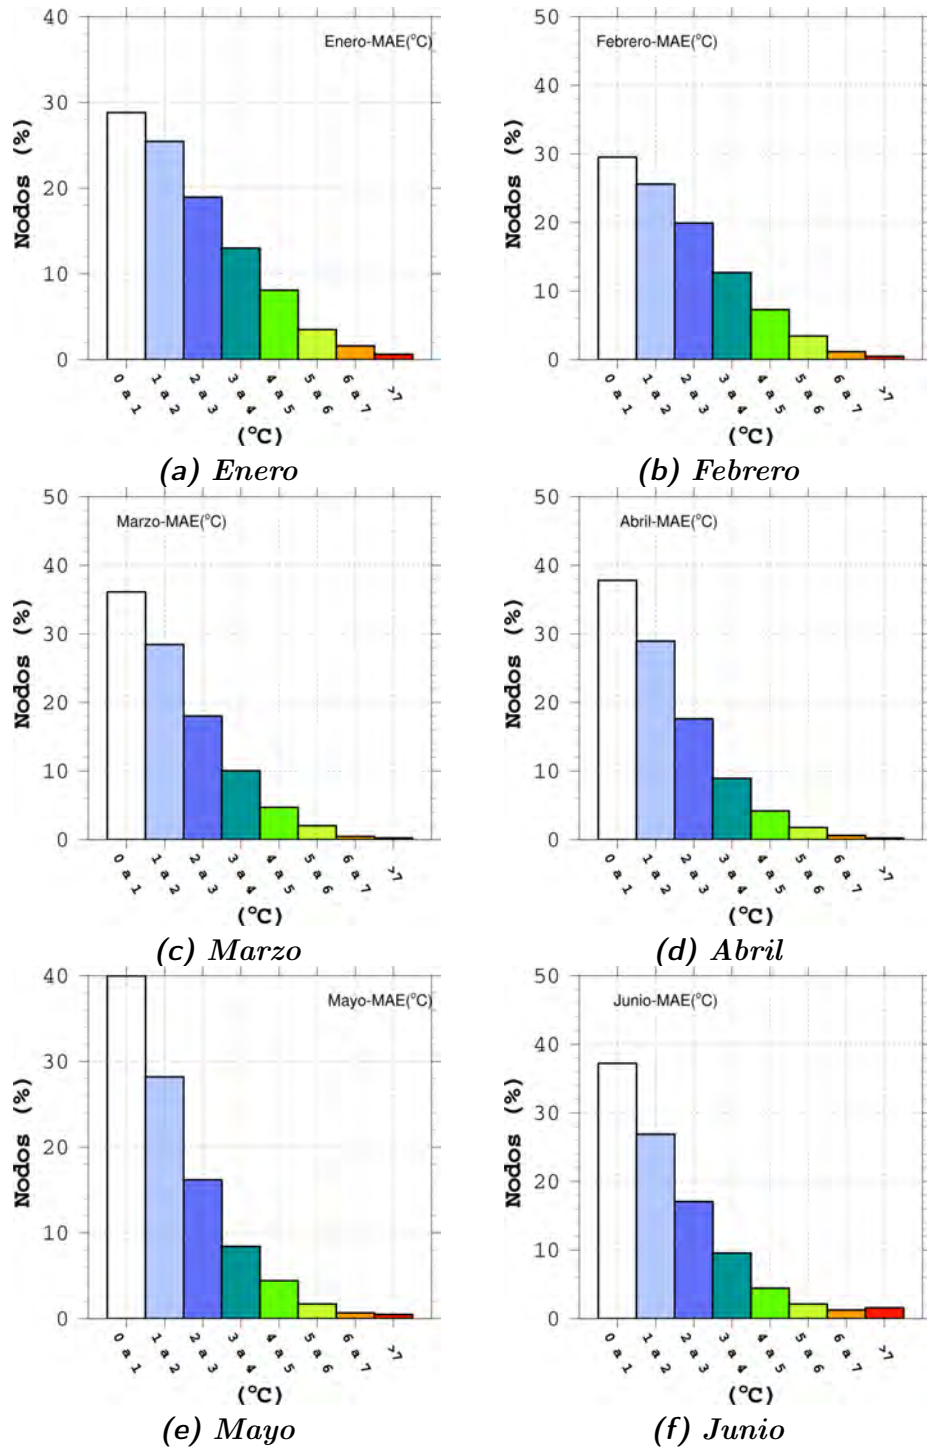 Enero-MAE(°C)
Nodos (%)
40
30
20
10
0
0 a 1
1 a 2
2 a 3
3 a 4
4 a 5
5 a 6
6 a 7
>7
(°C)
(a) Enero
Febrero-MAE(°C)
Nodos (%)
50
40
30
20
10
0
0 a 1
1 a 2
2 a 3
3 a 4
4 a 5
5 a 6
6 a 7
>7
(°C)
(b) Febrero
Marzo-MAE(°C)
Nodos (%)
50
40
30
20
10
0
0 a 1
1 a 2
2 a 3
3 a 4
4 a 5
5 a 6
6 a 7
>7
(°C)
(c) Marzo
Abril-MAE(°C)
Nodos (%)
50
40
30
20
10
0
0 a 1
1 a 2
2 a 3
3 a 4
4 a 5
5 a 6
6 a 7
>7
(°C)
(d) Abril
Mayo-MAE(°C)
Nodos (%)
40
30
20
10
0
0 a 1
1 a 2
2 a 3
3 a 4
4 a 5
5 a 6
6 a 7
>7
(°C)
(e) Mayo
Junio-MAE(°C)
Nodos (%)
50
40
30
20
10
0
0 a 1
1 a 2
2 a 3
3 a 4
4 a 5
5 a 6
6 a 7
>7
(°C)
(f) Junio